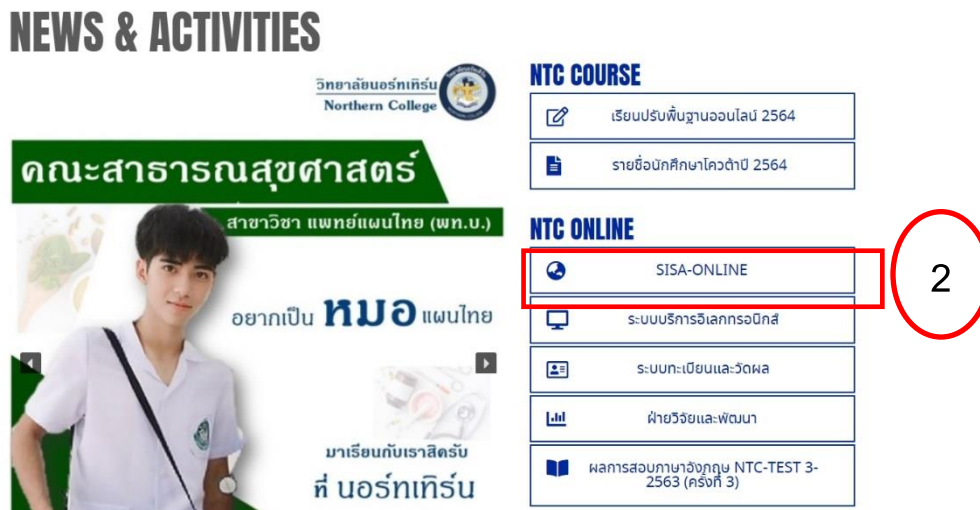 NEWS & ACTIVITIES
วิทยาลัยนอร์ทเทิร์น
Northern College
คณะสาธารณสุขศาสตร์
สาขาวิชา แพทย์แผนไทย (พท.บ.)
อยากเป็น หมอ แผนไทย
มาเรียนกับเราสิครับ
ที่ นอร์ทเทิร์น
NTC COURSE
เรียนปรับพื้นฐานออนไลน์ 2564
รายชื่อนักศึกษาโควต้าปี 2564
NTC ONLINE
SISA-ONLINE
2
ระบบบริการอิเลกทรอนิกส์
ระบบทะเบียนและวัดผล
ฝ่ายวิจัยและพัฒนา
ผลการสอบภาษาอังกฤษ NTC-TEST 3-
2563 (ครั้งที่ 3)